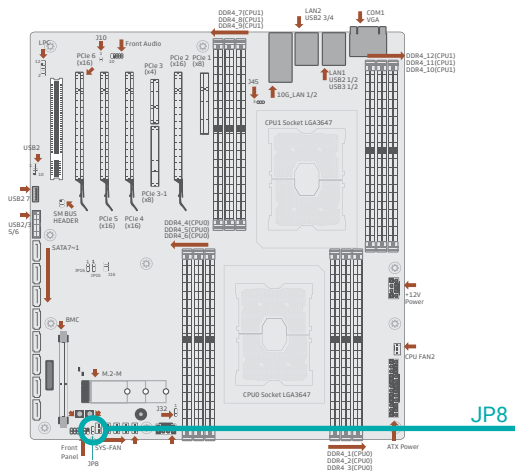 LAN2
USB2 3/4
COM1
VGA
DDR4_7(CPU1)
DDR4_8(CPU1)
DDR4_9(CPU1)
J10
Front Audio
LPC
PCIe 6
(x16)
PCIe 3
(x4)
PCIe 2
(x16)
PCIe 1
(x8)
DDR4_12(CPU1)
DDR4_11(CPU1)
DDR4_10(CPU1)
LAN1
USB2 1/2
USB3 1/2
J45
10G_LAN 1/2
CPU1 Socket LGA3647
USB2
USB2 7
PCIe 3-1
(x8)
SM BUS
HEADER
PCIe 5
(x16)
PCIe 4
(x16)
USB2/3
5/6
DDR4_4(CPU0)
DDR4_5(CPU0)
DDR4_6(CPU0)
SATA7~1
+12V
Power
BMC
CPU FAN2
M.2-M
CPU0 Socket LGA3647
J32
JP8
Front
Panel
SYS-FAN
JP8
ATX Power
DDR4_1(CPU0)
DDR4_2(CPU0)
DDR4_3(CPU0)